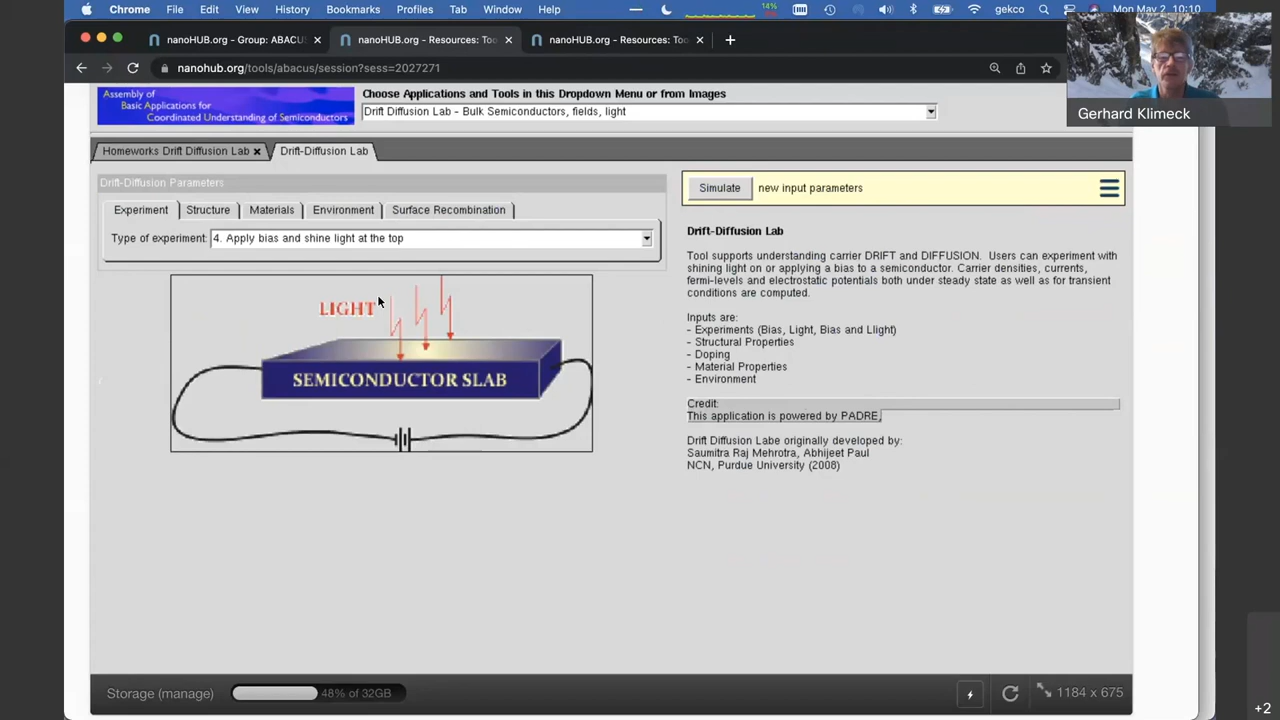 Chrome File Edit View History Bookmarks Profiles Tab Window Help 14% gekco Mon May 2 10:10
nanoHUB.org - Group: ABACUS nanoHUB.org - Resources: Too nanoHUB.org - Resources: Too
nanohub.org/tools/abacus/session?sess=2027271
Gerhard Klimeck
Assembly of
Basic Applications for
Coordinated Understanding of Semiconductors
Choose Applications and Tools in this Dropdown Menu or from Images
Drift Diffusion Lab - Bulk Semiconductors, fields, light
Homeworks Drift Diffusion Lab Drift-Diffusion Lab
Drift-Diffusion Parameters
Experiment Structure Materials Environment Surface Recombination
Type of experiment: 4. Apply bias and shine light at the top
LIGHT
SEMICONDUCTOR SLAB
Simulate new input parameters
Drift-Diffusion Lab
Tool supports understanding carrier DRIFT and DIFFUSION. Users can experiment with
shining light on or applying a bias to a semiconductor. Carrier densities, currents,
fermi-levels and electrostatic potentials both under steady state as well as for transient
conditions are computed.
Inputs are:
- Experiments (Bias, Light, Bias and Llight)
- Structural Properties
- Doping
- Material Properties
- Environment
Credit:
This application is powered by PADRE,
Drift Diffusion Labe originally developed by:
Saumitra Raj Mehrotra, Abhijeet Paul
NCN, Purdue University (2008)
Storage (manage) 48% of 32GB 1184 x 675
+2